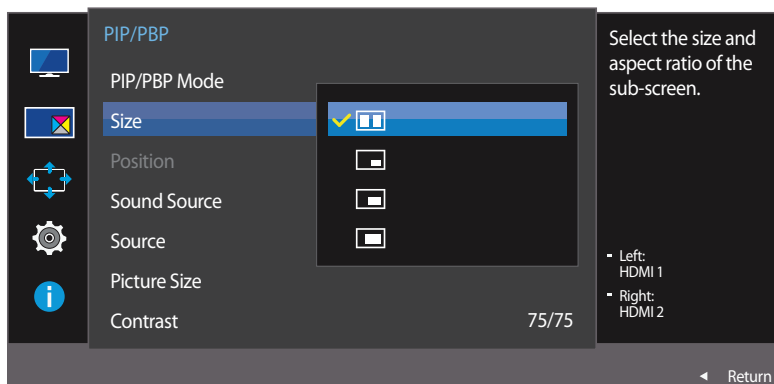 PIP/PBP
PIP/PBP Mode
Size
Position
Sound Source
Source
Picture Size
Contrast 75/75
Select the size and
aspect ratio of the
sub-screen.
- Left:
HDMI 1
- Right:
HDMI 2
Return